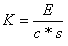 K = E / (c * s)